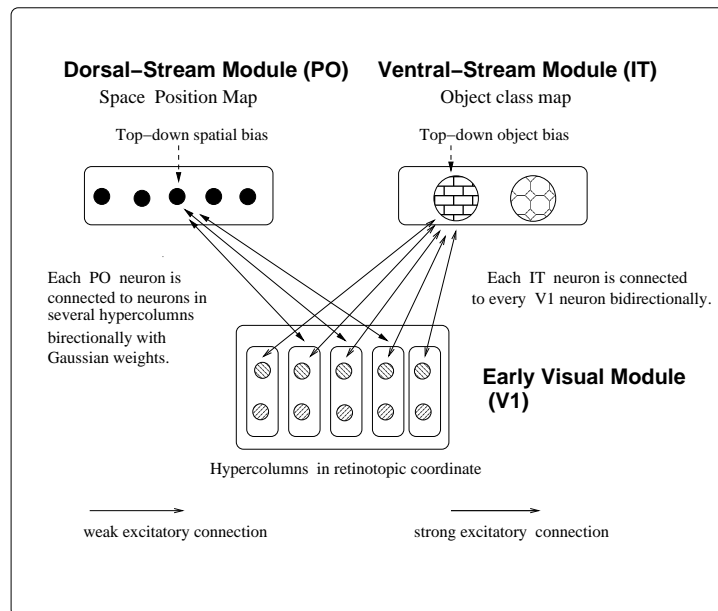 Dorsal−Stream Module (PO)
Ventral−Stream Module (IT)
Space Position Map
Object class map
Top−down spatial bias
Top−down object bias
Each PO neuron is
connected to neurons in
several hypercolumns
birectionally with
Gaussian weights.
Each IT neuron is connected
to every V1 neuron bidirectionally.
Early Visual Module
(V1)
Hypercolumns in retinotopic coordinate
weak excitatory connection
strong excitatory connection